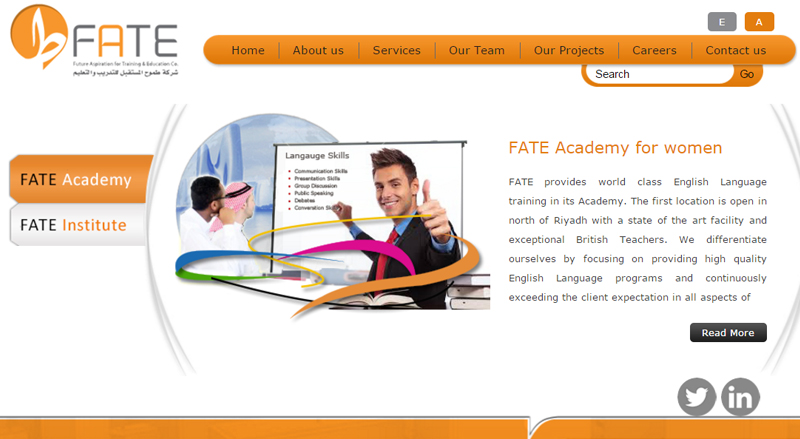 FATE
Future Aspiration for Training & Education Co.
شركة طموح المستقبل للتدريب والتعليم
E A
Home About us Services Our Team Our Projects Careers Contact us
Search Go
FATE Academy
FATE Institute
Langauge Skills
Communication Skills
Presentation Skills
Group Discussion
Public Speaking
Debates
Converation Skills
FATE Academy for women
FATE provides world class English Language
training in its Academy. The first location is open in
north of Riyadh with a state of the art facility and
exceptional British Teachers. We differentiate
ourselves by focusing on providing high quality
English Language programs and continuously
exceeding the client expectation in all aspects of
Read More
in